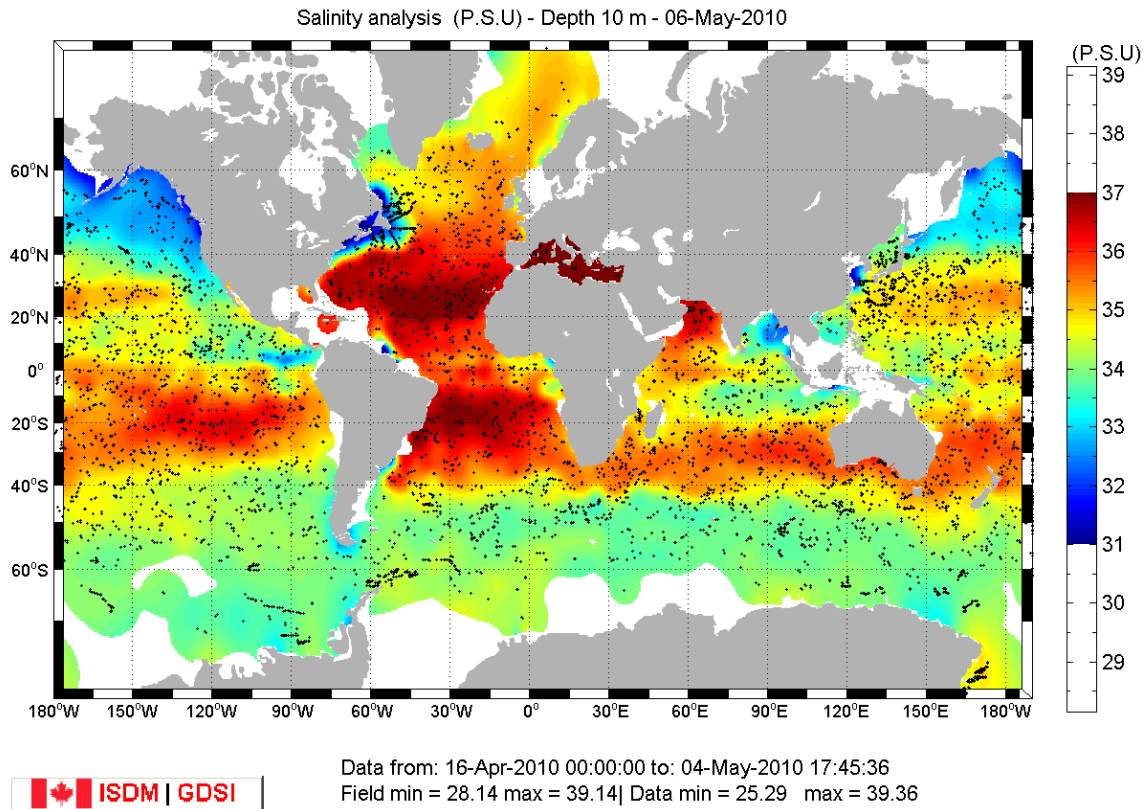 Salinity analysis (P.S.U) - Depth 10 m - 06-May-2010
(P.S.U)
39
38
37
36
35
34
33
32
31
30
29
60°N
40°N
20°N
0°
20°S
40°S
60°S
180°W 150°W 120°W 90°W 60°W 30°W 0° 30°E 60°E 90°E 120°E 150°E 180°W
Data from: 16-Apr-2010 00:00:00 to: 04-May-2010 17:45:36
ISDM | GDSI
Field min = 28.14 max = 39.14| Data min = 25.29 max = 39.36